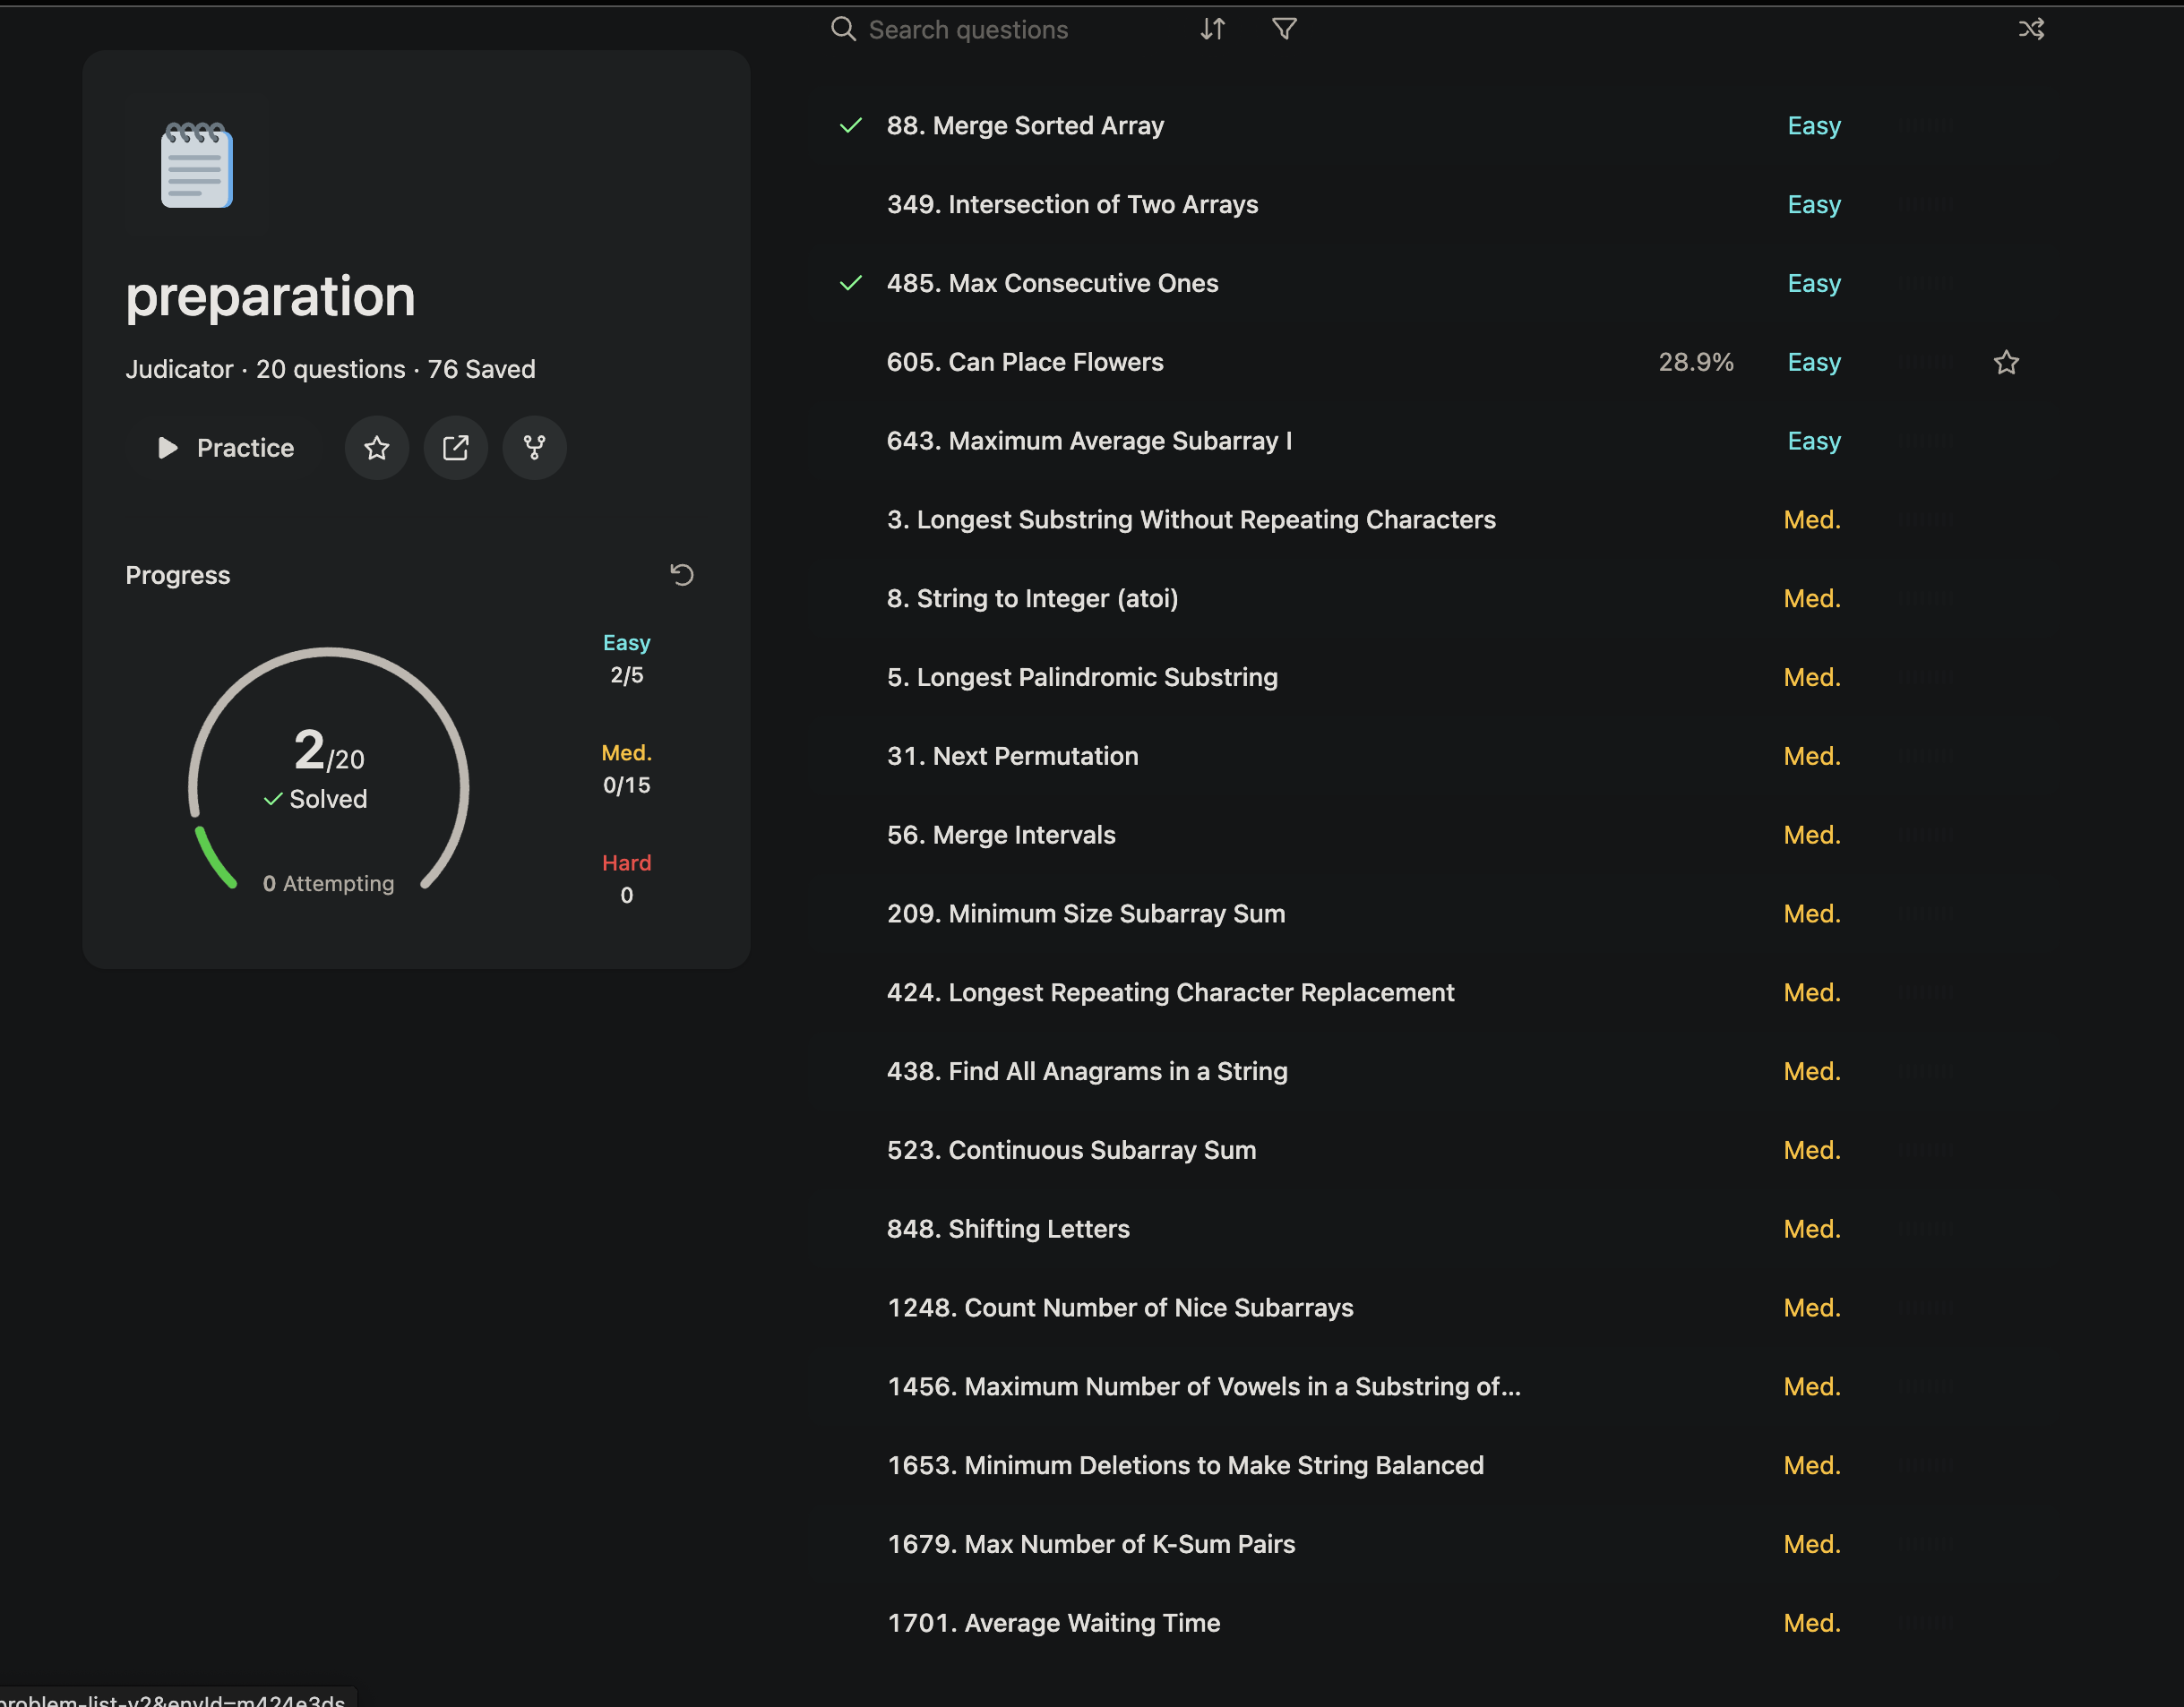 Search questions
preparation
Judicator · 20 questions · 76 Saved
Practice
Progress
2/20
Solved
0 Attempting
Easy
2/5
Med.
0/15
Hard
0
88. Merge Sorted Array Easy
349. Intersection of Two Arrays Easy
485. Max Consecutive Ones Easy
605. Can Place Flowers 28.9% Easy
643. Maximum Average Subarray I Easy
3. Longest Substring Without Repeating Characters Med.
8. String to Integer (atoi) Med.
5. Longest Palindromic Substring Med.
31. Next Permutation Med.
56. Merge Intervals Med.
209. Minimum Size Subarray Sum Med.
424. Longest Repeating Character Replacement Med.
438. Find All Anagrams in a String Med.
523. Continuous Subarray Sum Med.
848. Shifting Letters Med.
1248. Count Number of Nice Subarrays Med.
1456. Maximum Number of Vowels in a Substring of... Med.
1653. Minimum Deletions to Make String Balanced Med.
1679. Max Number of K-Sum Pairs Med.
1701. Average Waiting Time Med.
problem-list-v2&envId=m424e3ds